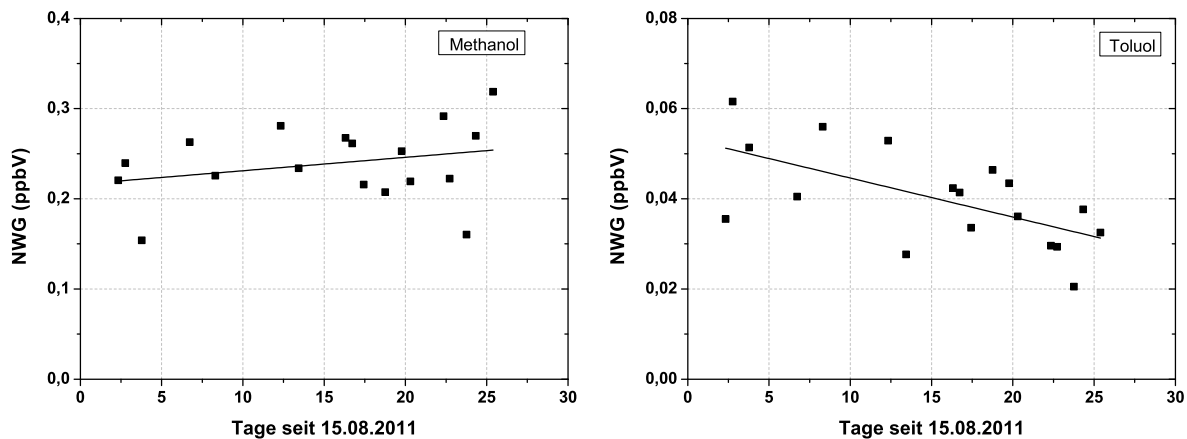 Methanol
NWG (ppbV)
0,4
0,3
0,2
0,1
0,0
0 5 10 15 20 25 30
Tage seit 15.08.2011
Toluol
NWG (ppbV)
0,08
0,06
0,04
0,02
0,00
0 5 10 15 20 25 30
Tage seit 15.08.2011